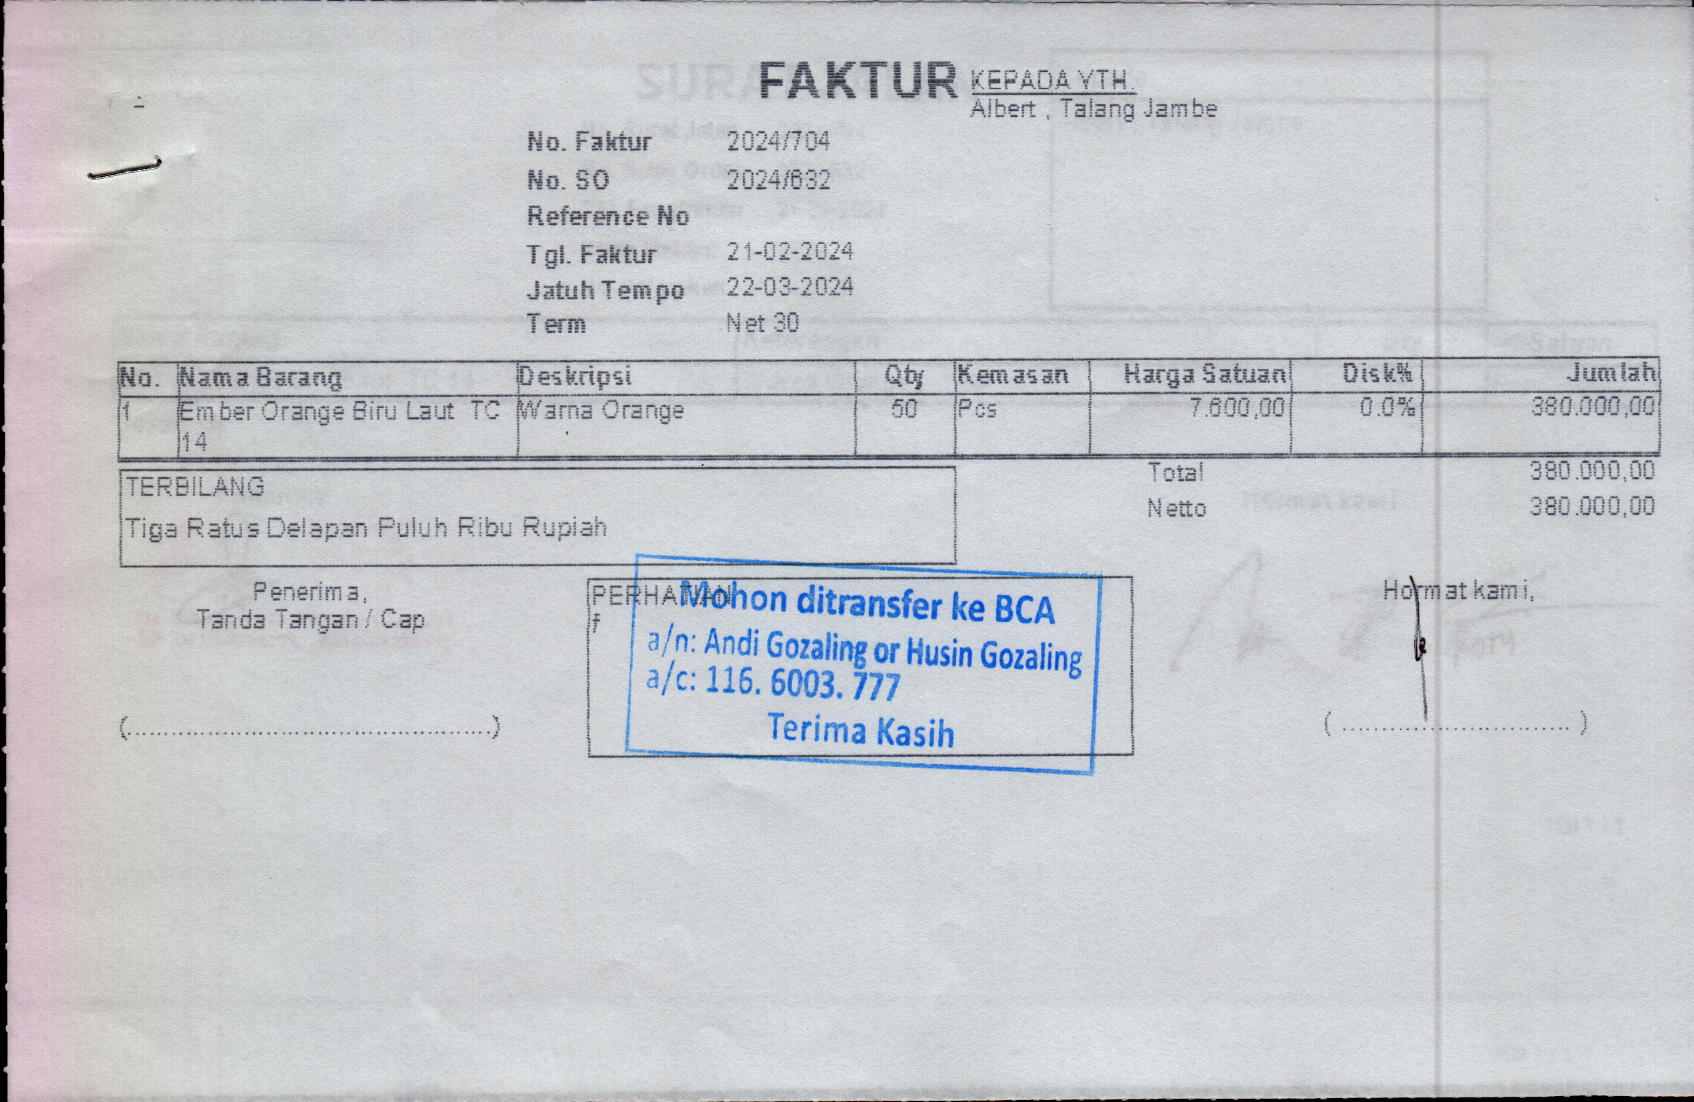 FAKTUR
KEPADA YTH.
Albert , Talang Jambe
No. Faktur 2024/704
No. SO 2024/632
Reference No
Tgl. Faktur 21-02-2024
Jatuh Tempo 22-03-2024
Term Net 30
No. Nama Barang Deskripsi Qty Kemasan Harga Satuan Disk% Jumlah
1 Ember Orange Biru Laut TC Warna Orange 50 Pcs 7.600,00 0.0% 380.000,00
14
TERBILANG
Tiga Ratus Delapan Puluh Ribu Rupiah
Total 380.000,00
Netto 380.000,00
Penerima,
Tanda Tangan / Cap
(................................................)
PERHATIAN
f
Mohon ditransfer ke BCA
a/n: Andi Gozaling or Husin Gozaling
a/c: 116. 6003. 777
Terima Kasih
Hormat kami,
(..............................)